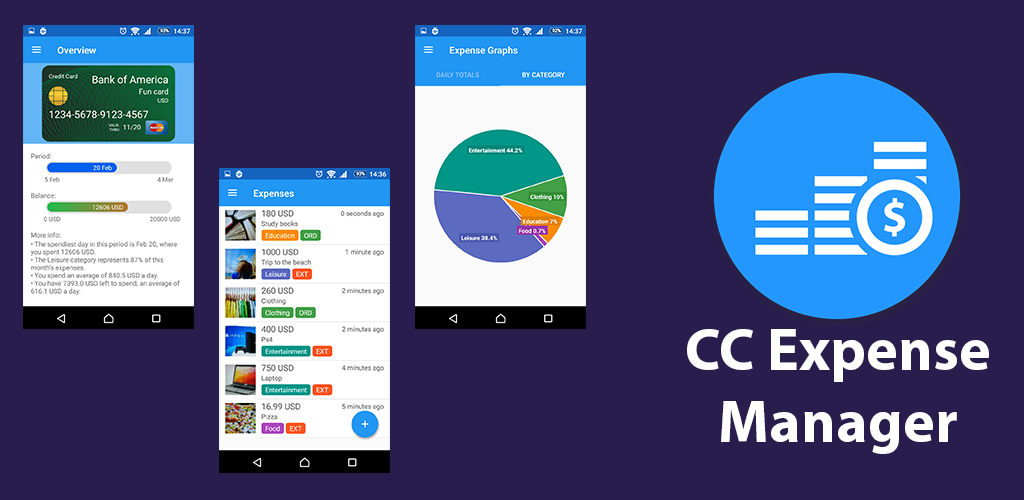 93% 14:37
Overview
Credit Card
Bank of America
Fun card
USD
1234-5678-9123-4567
VALID THRU 11/20
MasterCard
Period:
20 Feb
5 Feb 4 Mar
Balance:
12606 USD
0 USD 20000 USD
More info:
• The spendiest day in this period is Feb 20, where
you spent 12606 USD.
• The Leisure category represents 87% of this
month's expenses.
• You spend an average of 840.5 USD a day.
• You have 7393.0 USD left to spend, an average of
616.1 USD a day.
93% 14:36
Expenses
180 USD 0 seconds ago
Study books
Education ORD
1000 USD 1 minute ago
Trip to the beach
Leisure EXT
260 USD 2 minutes ago
Clothing
Clothing ORD
400 USD 2 minutes ago
Ps4
Entertainment EXT
750 USD 4 minutes ago
Laptop
Entertainment EXT
16.99 USD 5 minutes ago
Pizza
Food EXT
+
92% 14:37
Expense Graphs
DAILY TOTALS BY CATEGORY
Entertainment 44.2%
Clothing 10%
Education 7%
Food 0.7%
Leisure 38.4%
$
CC Expense
Manager